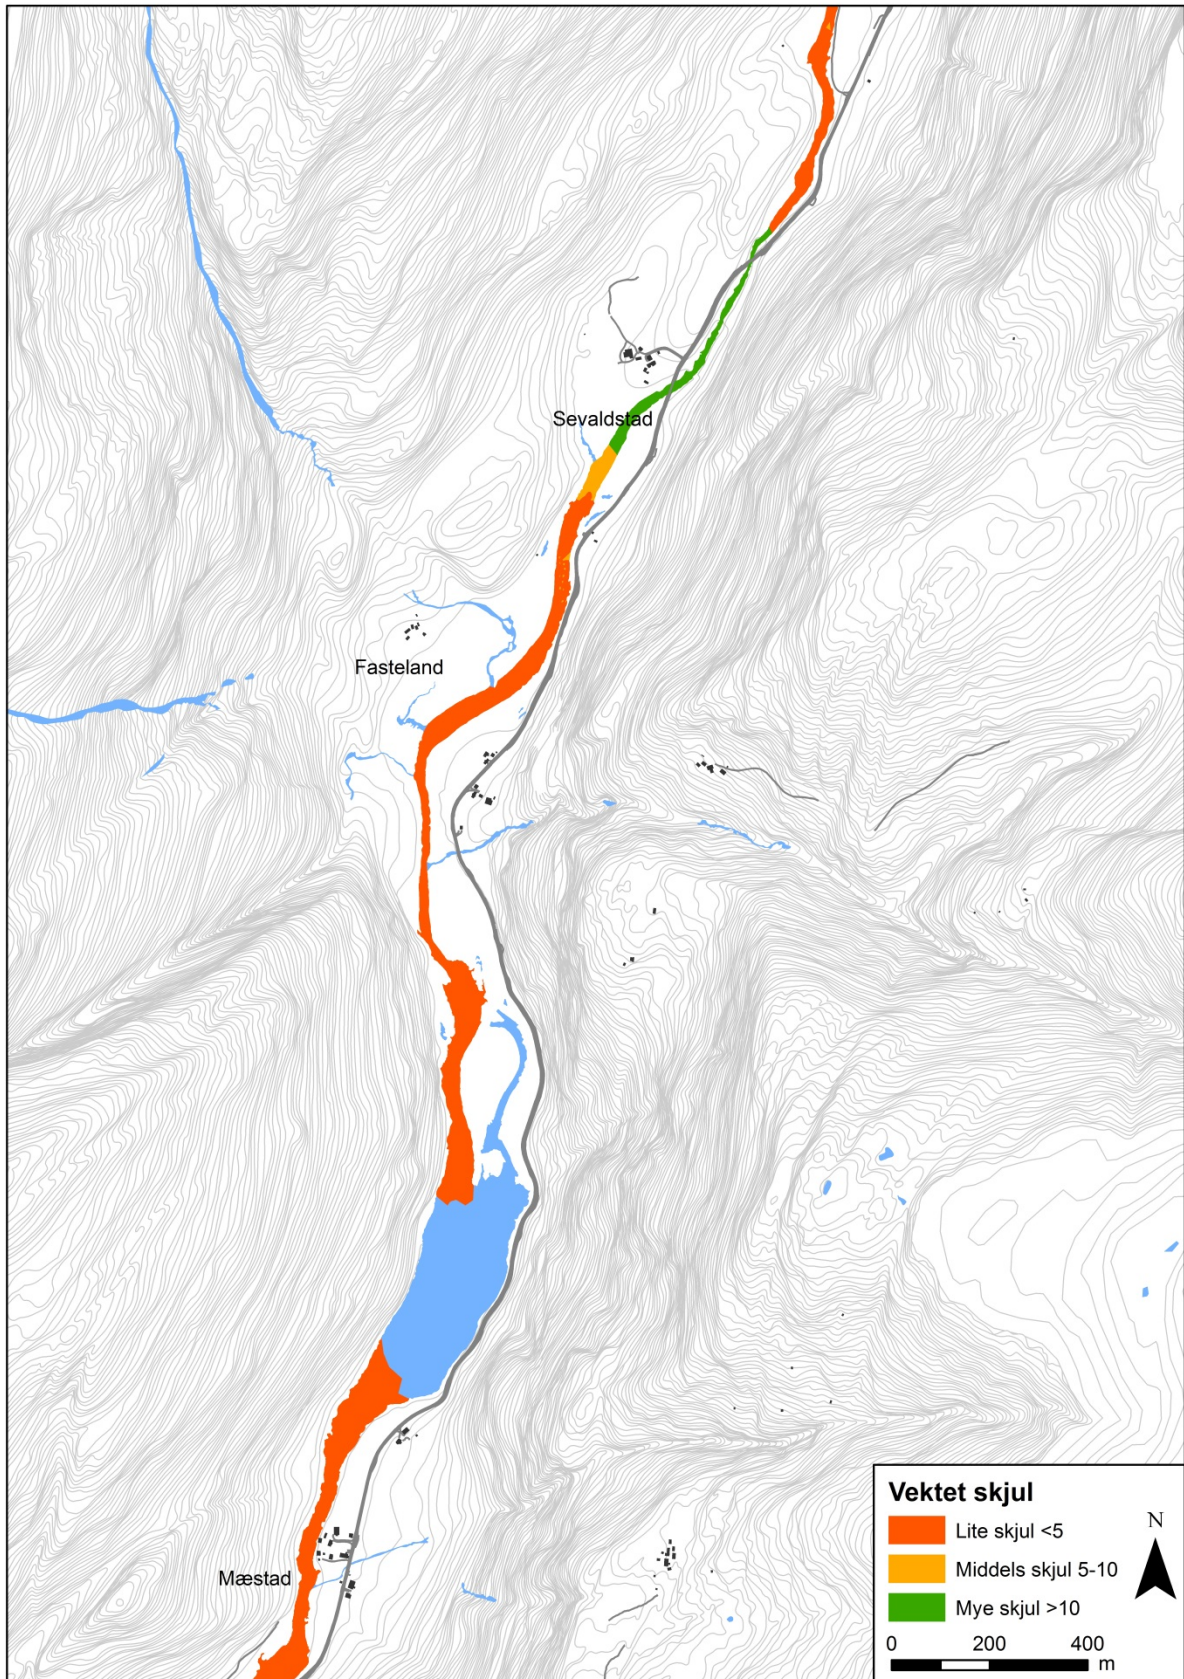 Sevaldstad
Fasteland
Mæstad
Vektet skjul
Lite skjul <5
Middels skjul 5-10
Mye skjul >10
N
0 200 400
m